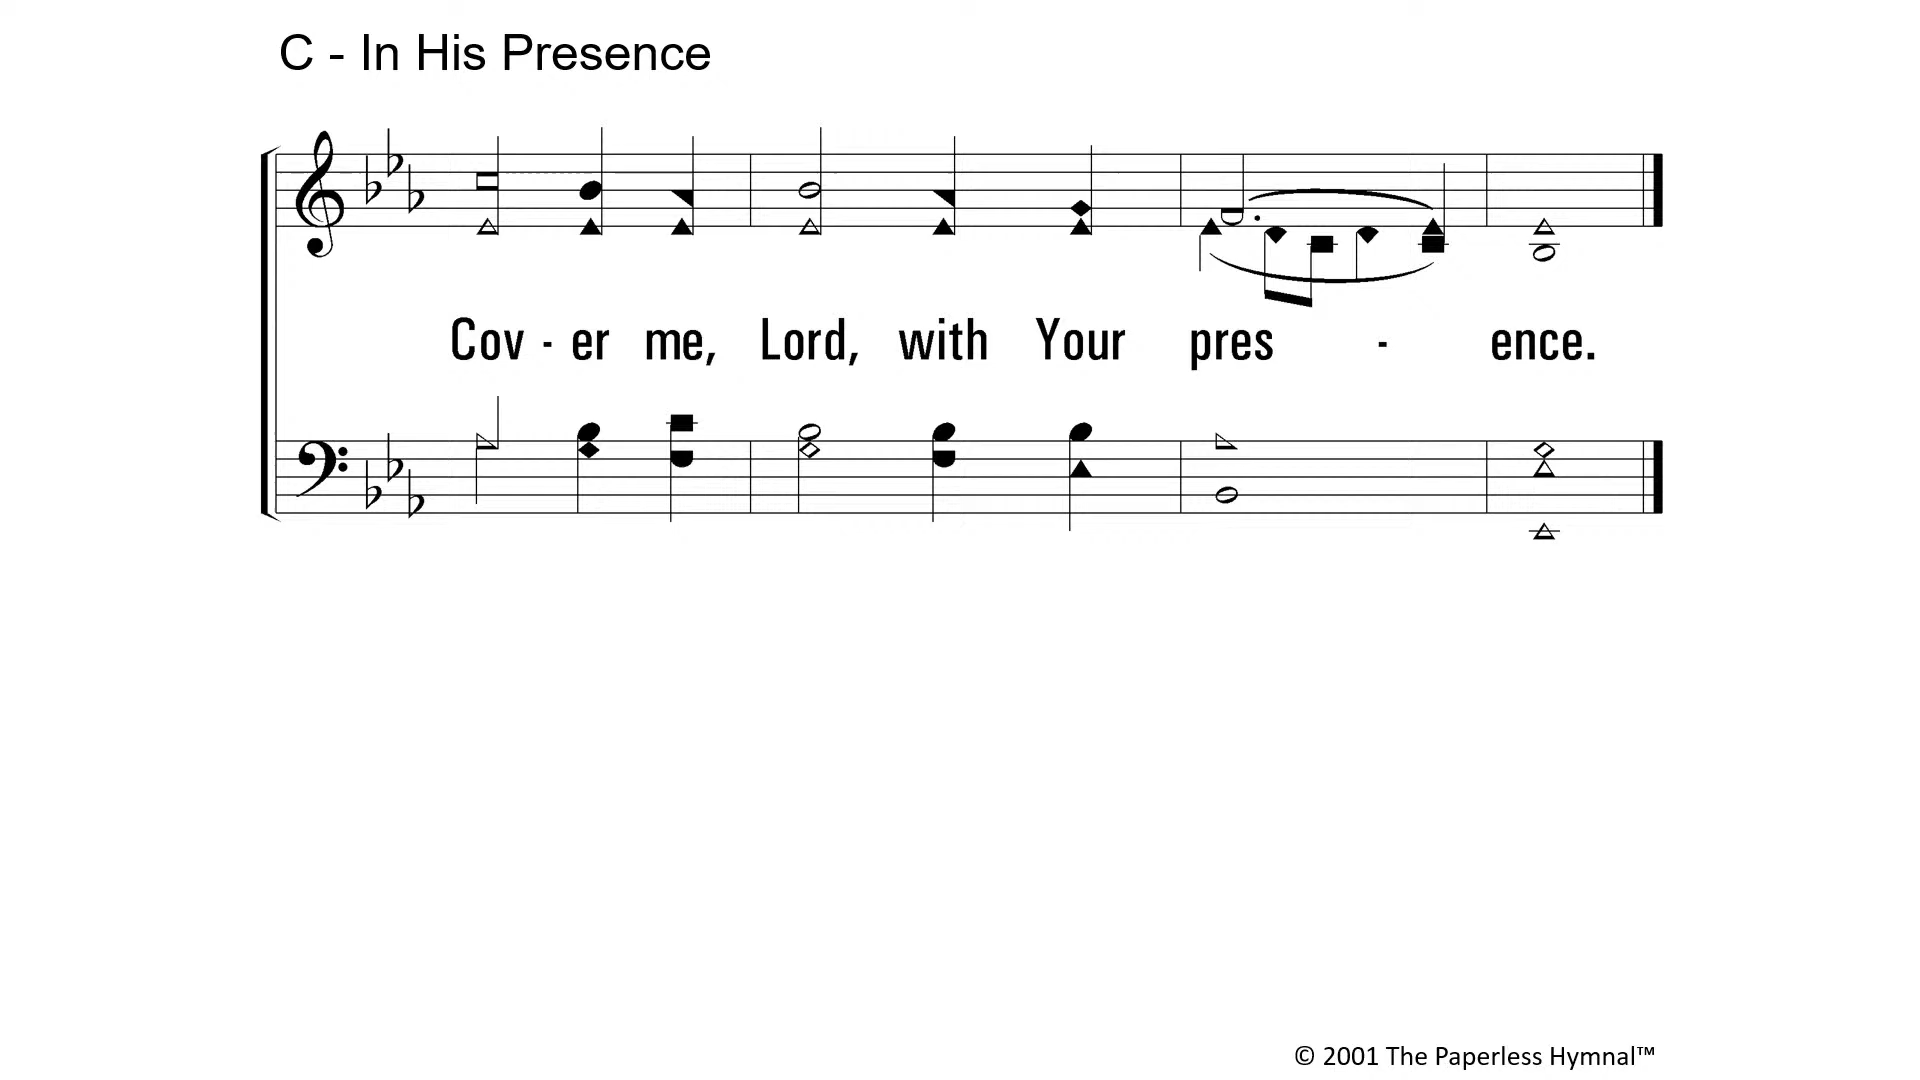 C - In His Presence
Cov - er me, Lord, with Your pres - ence.
© 2001 The Paperless Hymnal™